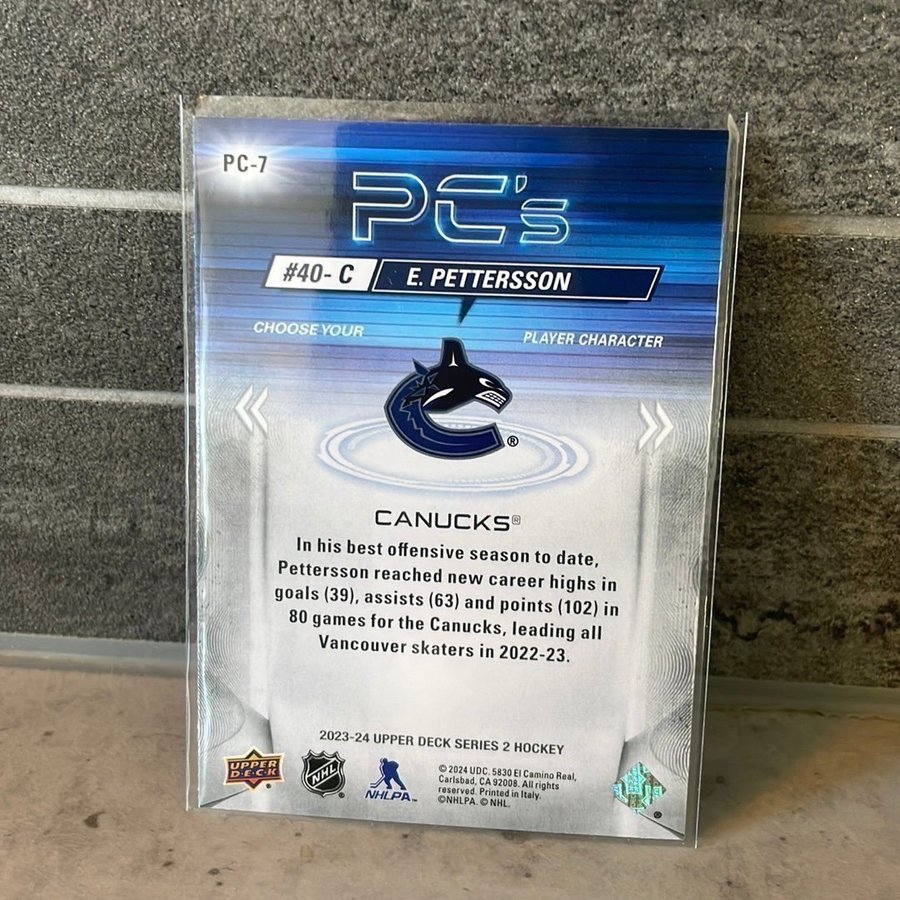 PC-7
PC's
#40- C E. PETTERSSON
CHOOSE YOUR PLAYER CHARACTER
®
CANUCKS®
In his best offensive season to date,
Pettersson reached new career highs in
goals (39), assists (63) and points (102) in
80 games for the Canucks, leading all
Vancouver skaters in 2022-23.
2023-24 UPPER DECK SERIES 2 HOCKEY
UPPER
DECK
NHL
NHLPA
© 2024 UDC. 5830 El Camino Real,
Carlsbad, CA 92008. All rights
reserved. Printed in Italy.
©NHLPA. © NHL.